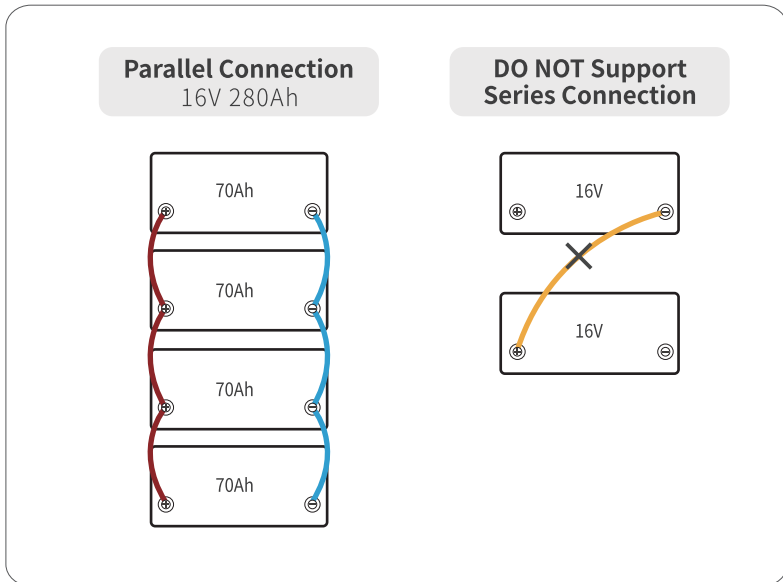 Parallel Connection
16V 280Ah
70Ah
70Ah
70Ah
70Ah
DO NOT Support
Series Connection
16V
16V